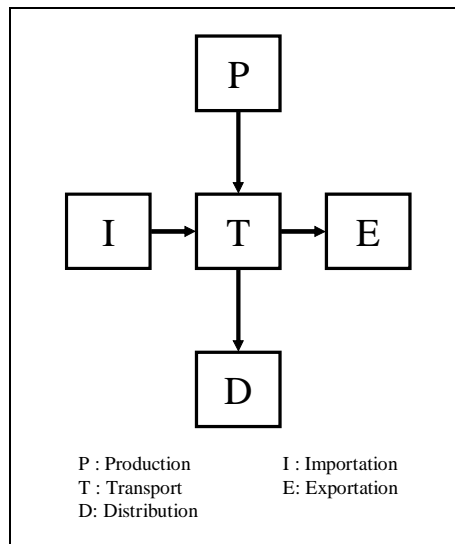 P
I T E
D
P : Production I : Importation
T : Transport E: Exportation
D: Distribution